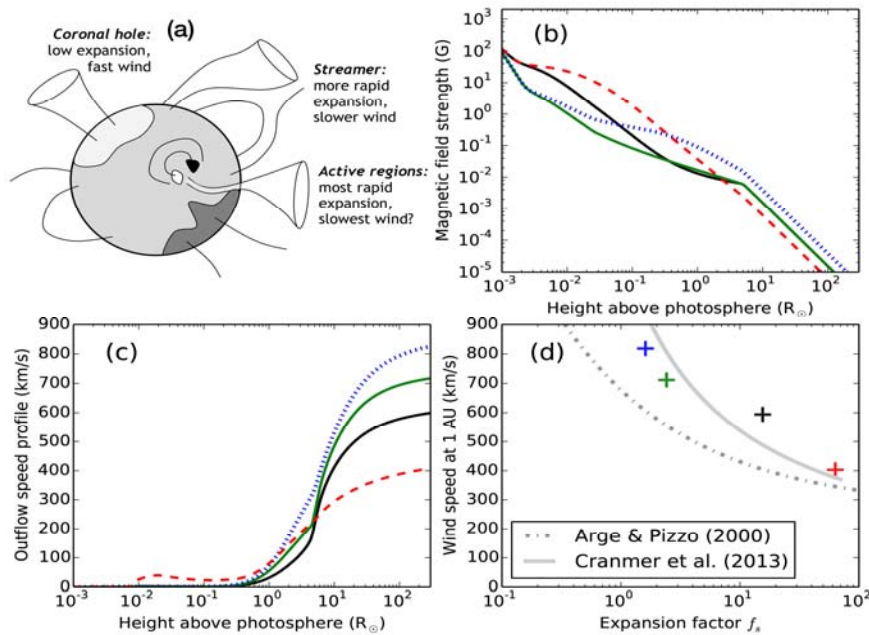 (a)
Coronal hole:
low expansion,
fast wind
Streamer:
more rapid
expansion,
slower wind
Active regions:
most rapid
expansion,
slowest wind?
(b)
Magnetic field strength (G)
10³
10²
10¹
10⁰
10⁻¹
10⁻²
10⁻³
10⁻⁴
10⁻⁵
10⁻³ 10⁻² 10⁻¹ 10⁰ 10¹ 10²
Height above photosphere (R☉)
(c)
Outflow speed profile (km/s)
900
800
700
600
500
400
300
200
100
0
10⁻³ 10⁻² 10⁻¹ 10⁰ 10¹ 10²
Height above photosphere (R☉)
(d)
Wind speed at 1 AU (km/s)
900
800
700
600
500
400
300
200
100
0
Arge & Pizzo (2000)
Cranmer et al. (2013)
10⁻¹ 10⁰ 10¹ 10²
Expansion factor fₛ